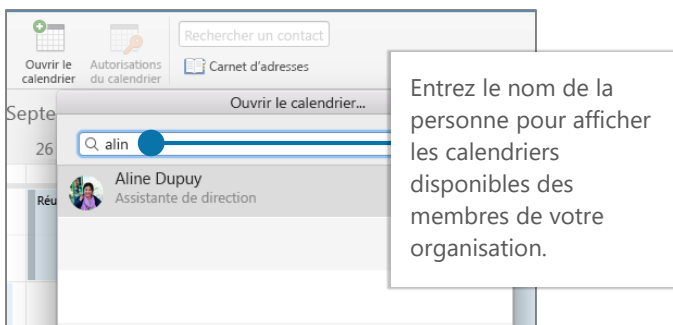 Rechercher un contact
Ouvrir le
calendrier
Autorisations
du calendrier
Carnet d'adresses
Septe
Ouvrir le calendrier...
26
alin
Aline Dupuy
Assistante de direction
Réu
Entrez le nom de la
personne pour afficher
les calendriers
disponibles des
membres de votre
organisation.